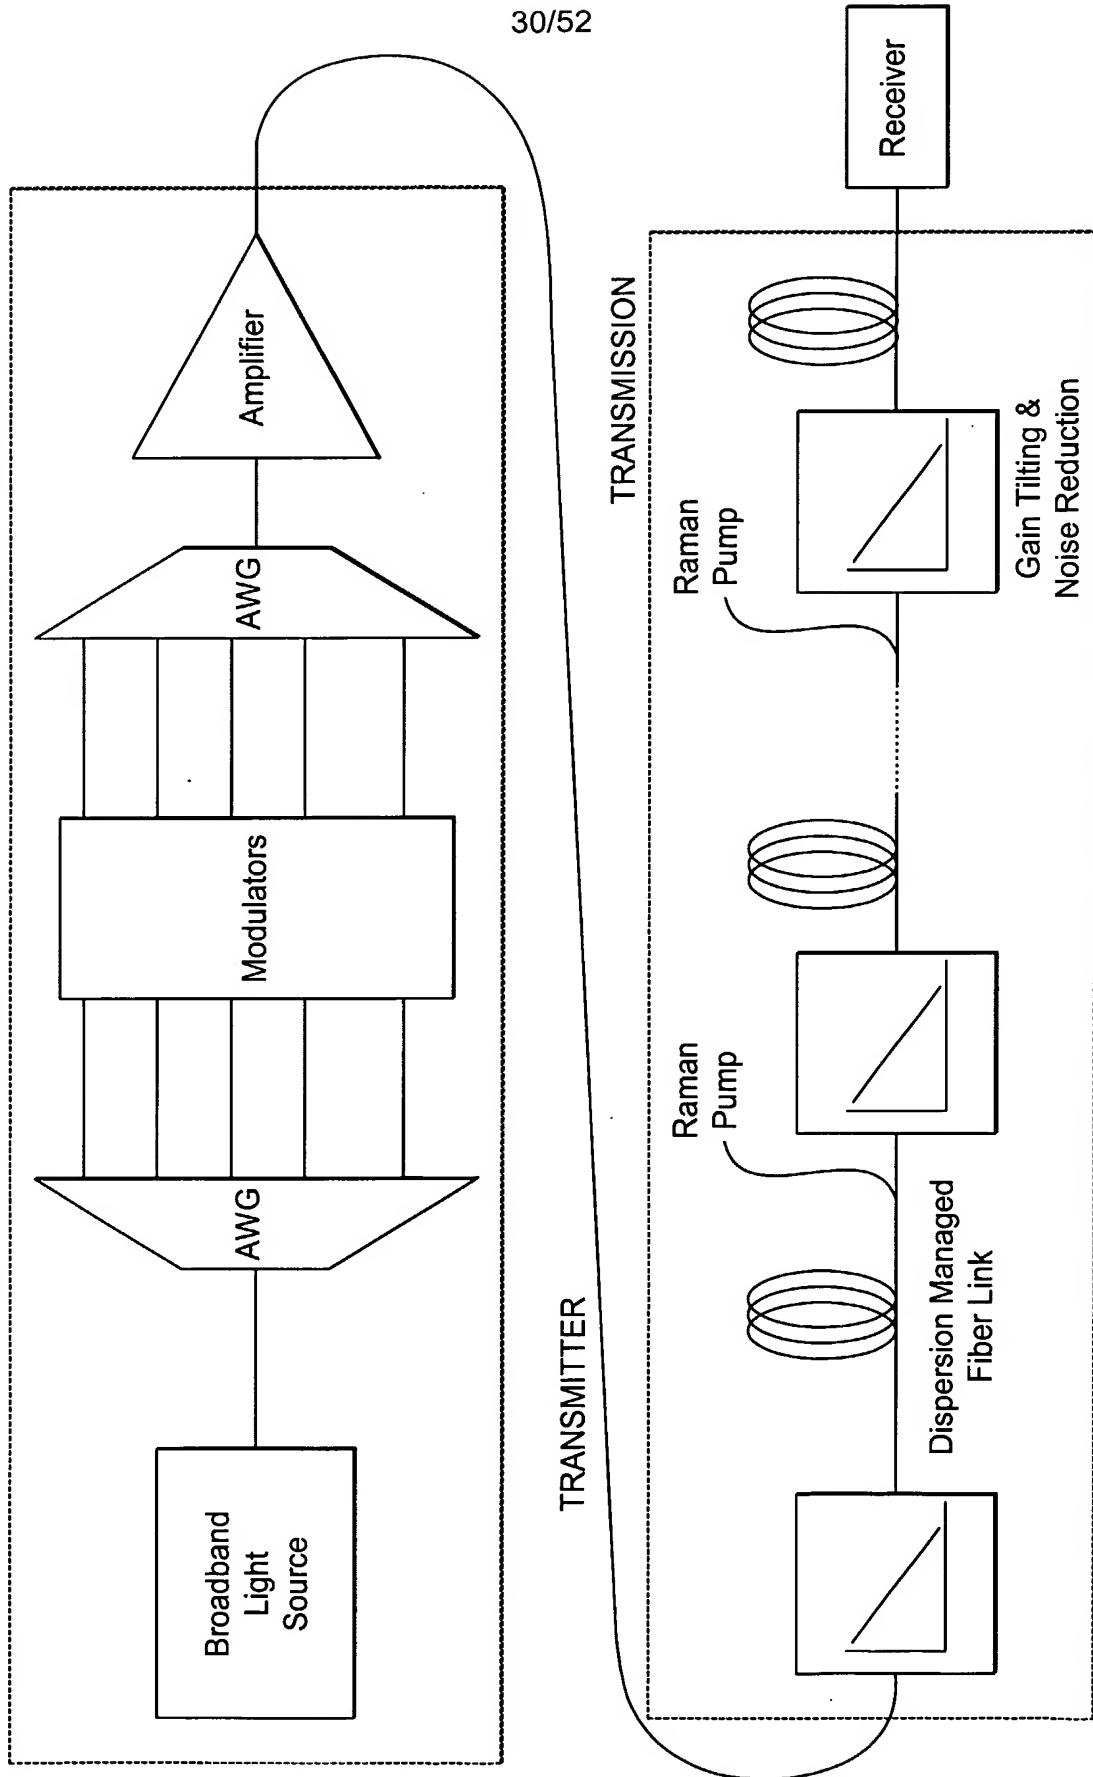 30/52
Broadband
Light
Source
AWG
Modulators
AWG
Amplifier
TRANSMITTER
TRANSMISSION
Dispersion Managed
Fiber Link
Raman
Pump
Raman
Pump
Gain Tilting &
Noise Reduction
Receiver